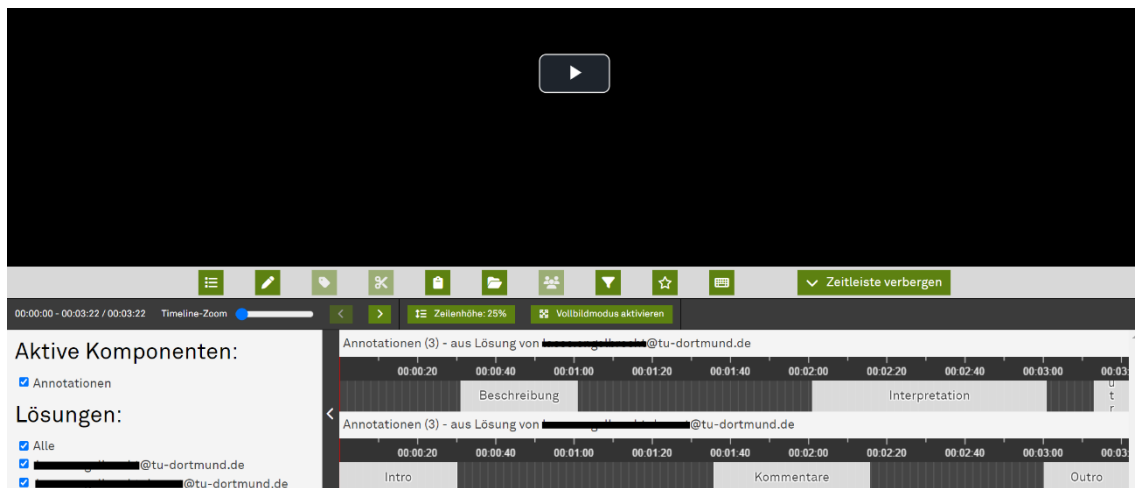 Zeitleiste verbergen
00:00:00 - 00:03:22 / 00:03:22 Timeline-Zoom Zeilenhöhe: 25% Vollbildmodus aktivieren
Aktive Komponenten:
Annotationen
Lösungen:
Alle
@tu-dortmund.de
@tu-dortmund.de
Annotationen (3) - aus Lösung von @tu-dortmund.de
00:00:20 00:00:40 00:01:00 00:01:20 00:01:40 00:02:00 00:02:20 00:02:40 00:03:00 00:03:
Beschreibung Interpretation
Annotationen (3) - aus Lösung von @tu-dortmund.de
00:00:20 00:00:40 00:01:00 00:01:20 00:01:40 00:02:00 00:02:20 00:02:40 00:03:00 00:03:
Intro Kommentare Outro